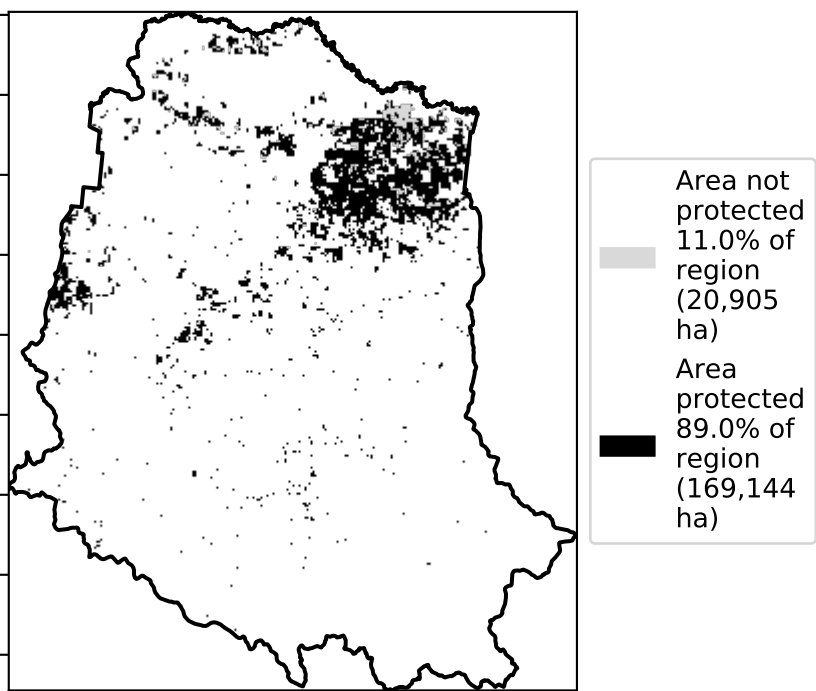 Area not
protected
11.0% of
region
(20,905
ha)
Area
protected
89.0% of
region
(169,144
ha)